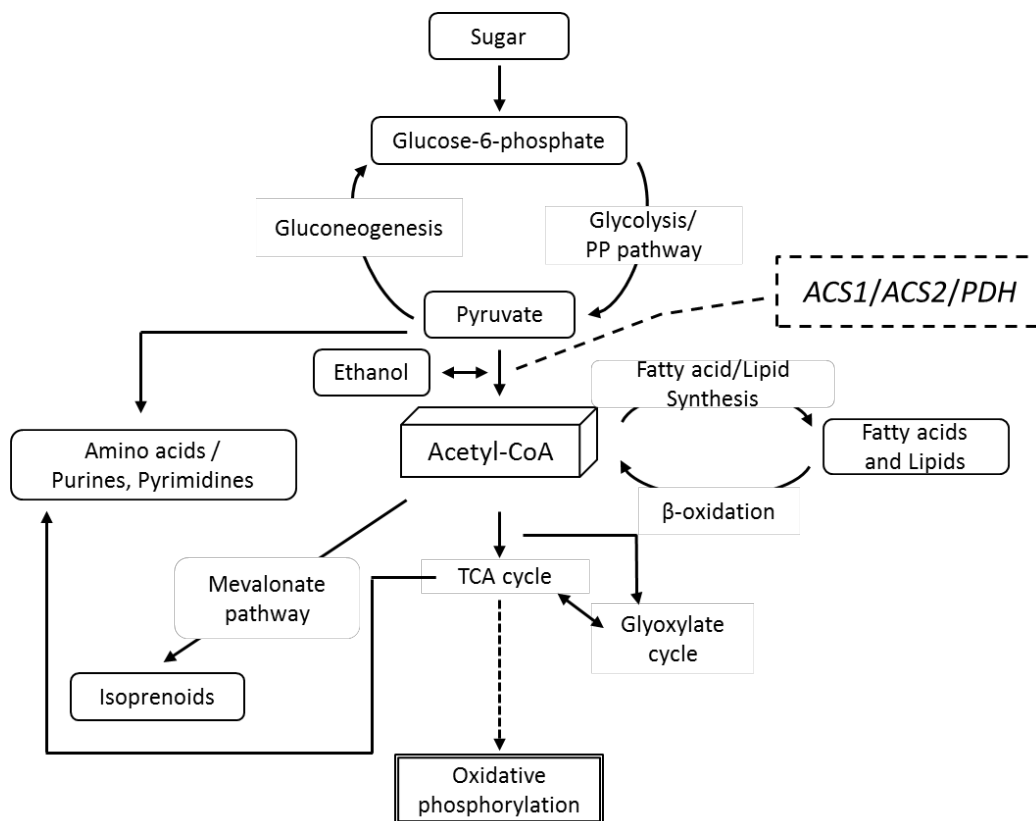 Sugar
Glucose-6-phosphate
Gluconeogenesis
Glycolysis/
PP pathway
ACS1/ACS2/PDH
Pyruvate
Ethanol
Fatty acid/Lipid
Synthesis
Amino acids /
Purines, Pyrimidines
Acetyl-CoA
Fatty acids
and Lipids
β-oxidation
Mevalonate
pathway
TCA cycle
Glyoxylate
cycle
Isoprenoids
Oxidative
phosphorylation